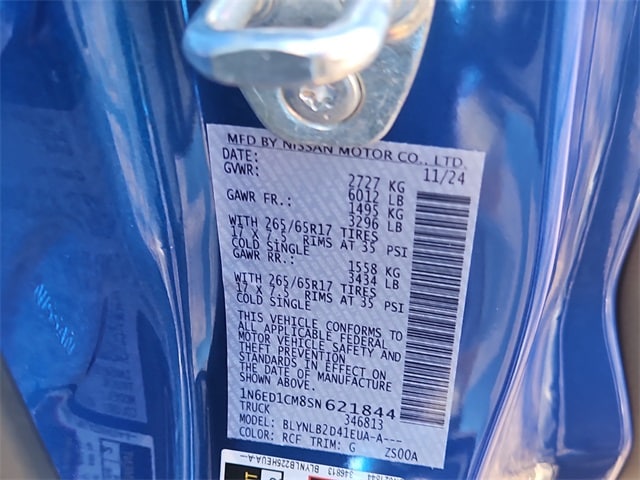 MFD BY NISSAN MOTOR CO., LTD.
DATE: 11/24
GVWR: 2727 KG
6012 LB
GAWR FR.: 1495 KG
3296 LB
WITH 265/65R17 TIRES
17 X 7.5 RIMS AT 35 PSI
COLD SINGLE
GAWR RR.: 1558 KG
3434 LB
WITH 265/65R17 TIRES
17 X 7.5 RIMS AT 35 PSI
COLD SINGLE
THIS VEHICLE CONFORMS TO
ALL APPLICABLE FEDERAL
MOTOR VEHICLE SAFETY AND
THEFT PREVENTION
STANDARDS IN EFFECT ON
THE DATE OF MANUFACTURE
SHOWN ABOVE.
1N6ED1CM8SN621844
TRUCK 346813
MODEL: BLYNLB2D41EUA-A---
COLOR: RCF TRIM: G ZS00A
NISSAN
346813